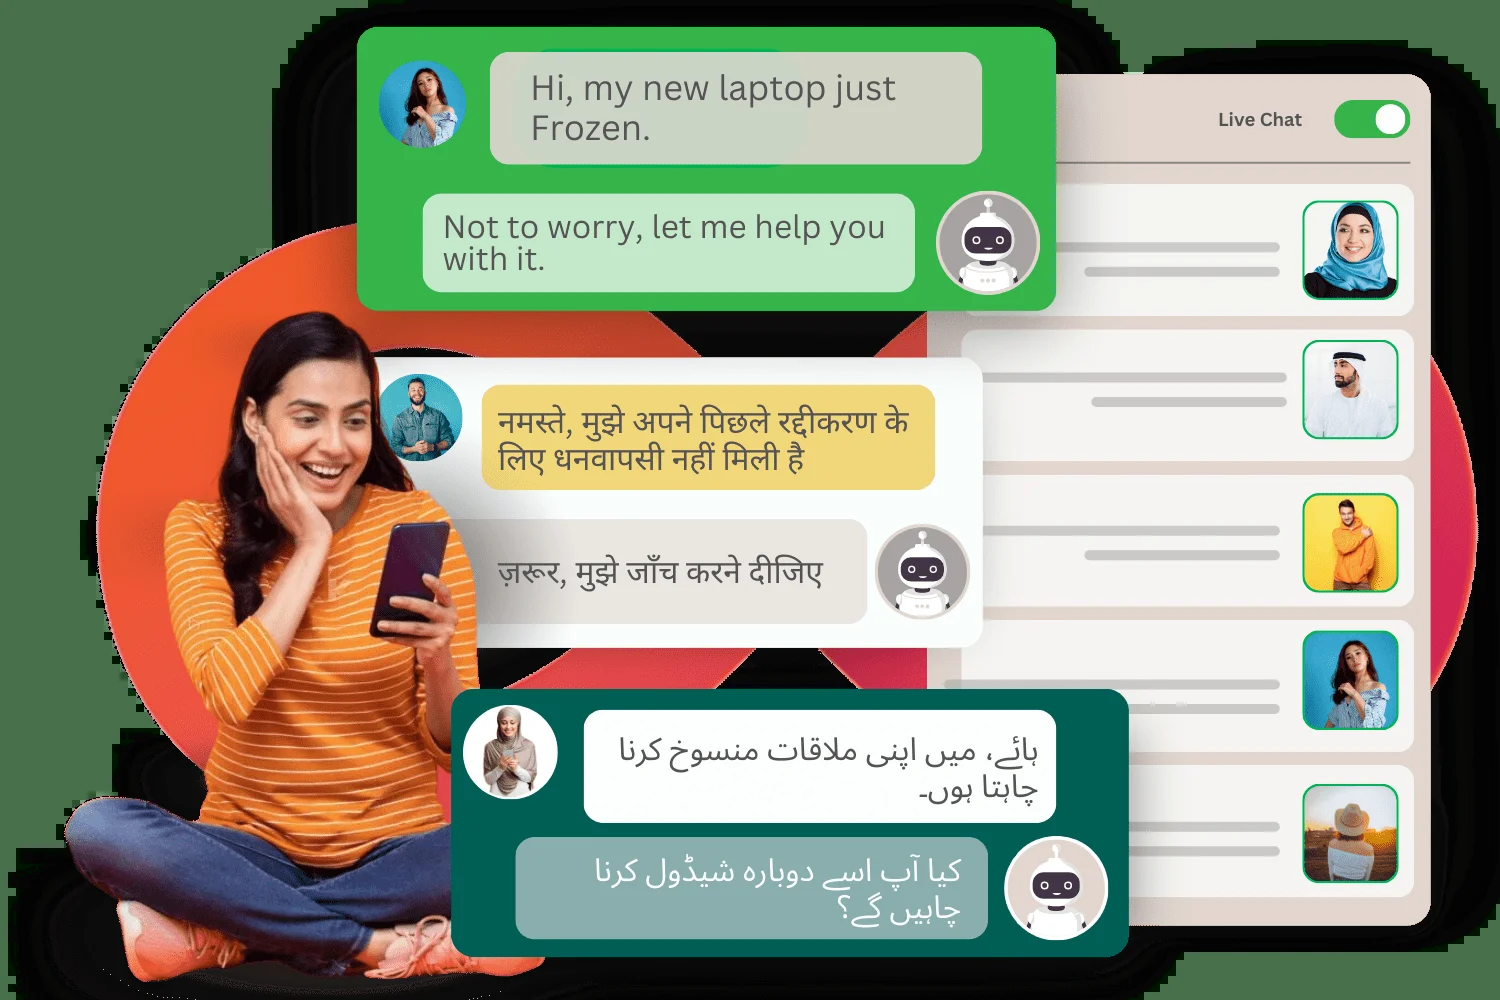 Hi, my new laptop just
Frozen.
Live Chat
Not to worry, let me help you
with it.
नमस्ते, मुझे अपने पिछले रद्दीकरण के
लिए धनवापसी नहीं मिली है
ज़रूर, मुझे जाँच करने दीजिए
ہائے، میں اپنی ملاقات منسوخ کرنا
چاہتا ہوں۔
کیا آپ اسے دوبارہ شیڈول کرنا
چاہیں گے؟